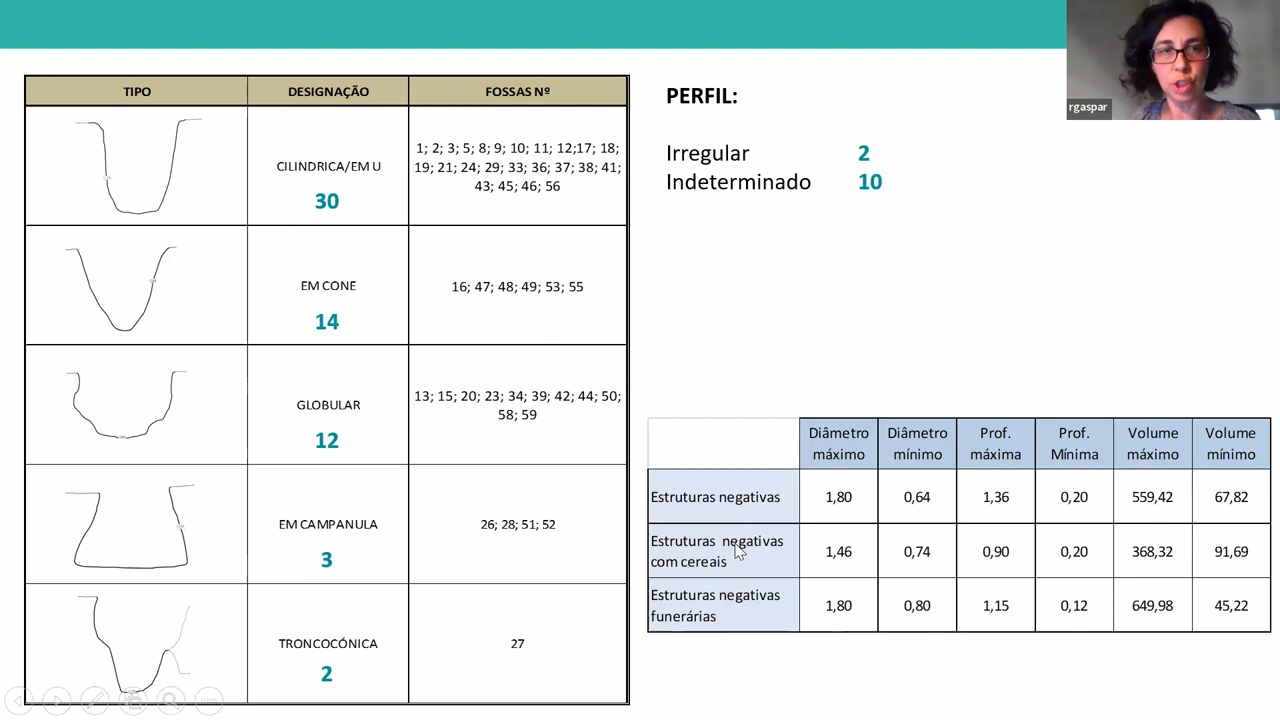 TIPO DESIGNAÇÃO FOSSAS Nº
CILINDRICA/EM U
30
1; 2; 3; 5; 8; 9; 10; 11; 12;17; 18;
19; 21; 24; 29; 33; 36; 37; 38; 41;
43; 45; 46; 56
EM CONE
14
16; 47; 48; 49; 53; 55
GLOBULAR
12
13; 15; 20; 23; 34; 39; 42; 44; 50;
58; 59
EM CAMPANULA
3
26; 28; 51; 52
TRONCOCÓNICA
2
27
PERFIL:
Irregular 2
Indeterminado 10
rgaspar
Diâmetro máximo Diâmetro mínimo Prof. máxima Prof. Mínima Volume máximo Volume mínimo
Estruturas negativas 1,80 0,64 1,36 0,20 559,42 67,82
Estruturas negativas com cereais 1,46 0,74 0,90 0,20 368,32 91,69
Estruturas negativas funerárias 1,80 0,80 1,15 0,12 649,98 45,22